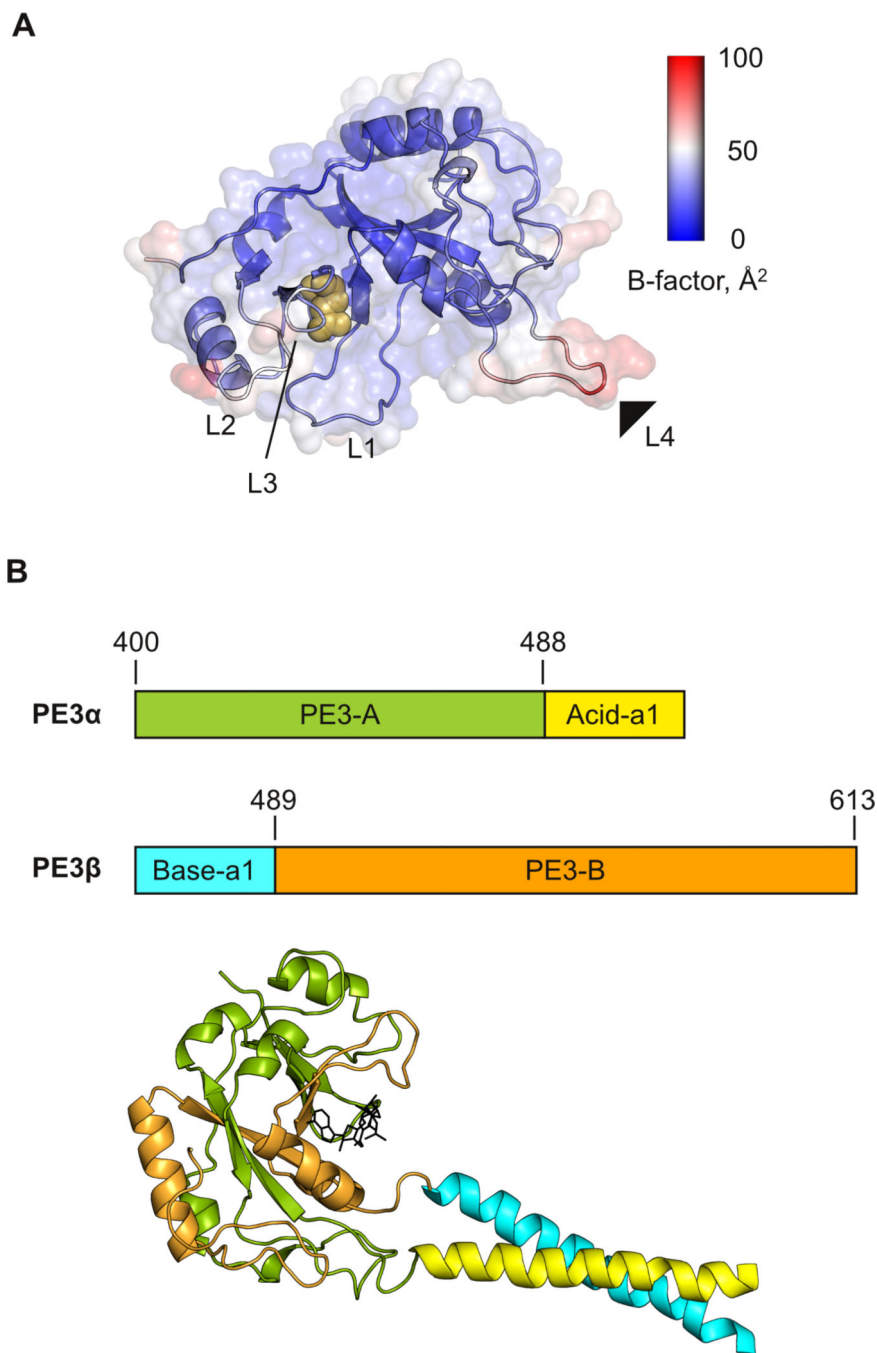 A
100
50
0
B-factor, Å²
L2
L3
L1
L4
B
400
488
PE3α
PE3-A
Acid-a1
489
613
PE3β
Base-a1
PE3-B